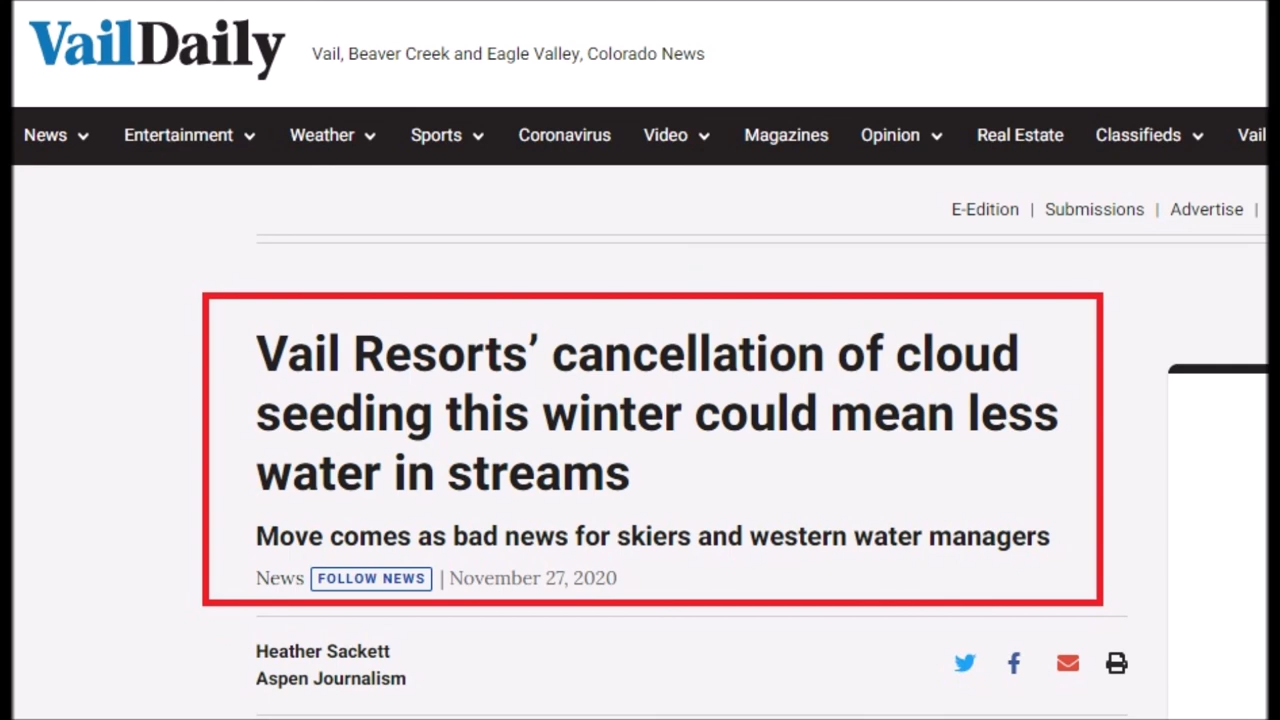 VailDaily
Vail, Beaver Creek and Eagle Valley, Colorado News
News Entertainment Weather Sports Coronavirus Video Magazines Opinion Real Estate Classifieds Vail
E-Edition | Submissions | Advertise |
Vail Resorts’ cancellation of cloud
seeding this winter could mean less
water in streams
Move comes as bad news for skiers and western water managers
News FOLLOW NEWS | November 27, 2020
Heather Sackett
Aspen Journalism